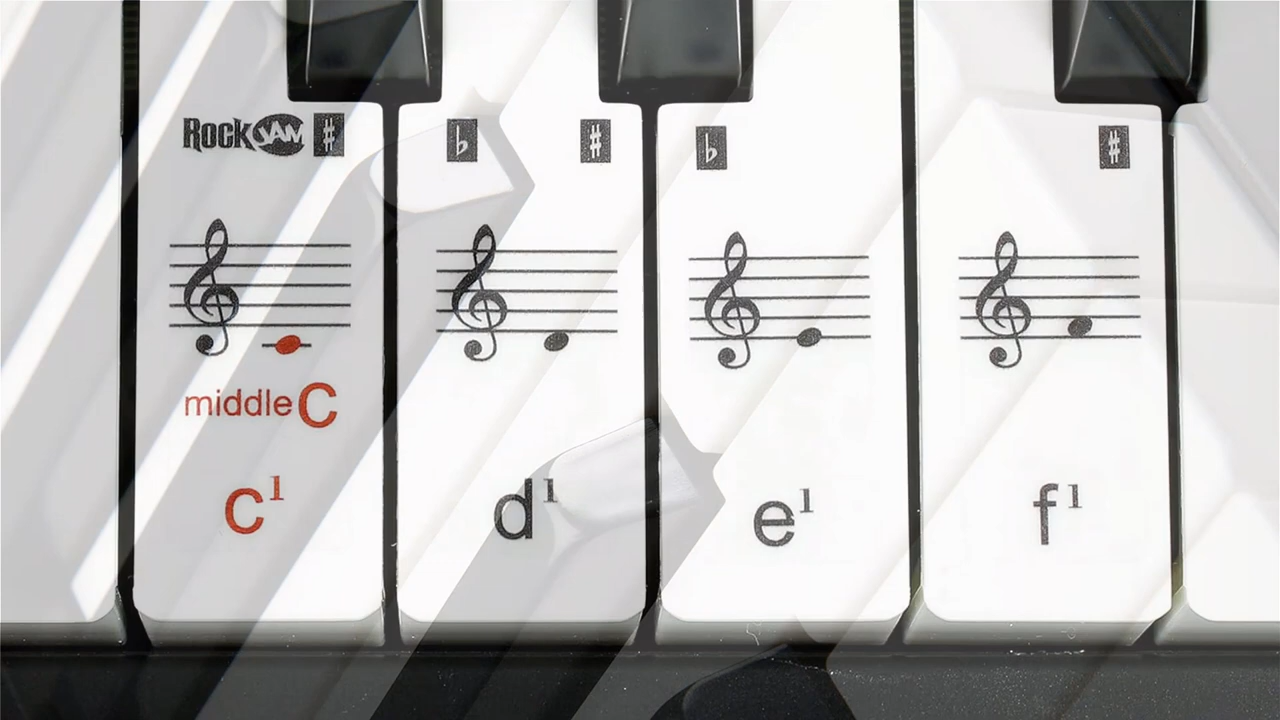 RockJAM ♯
♭ ♯
♭
♯
middle C
c¹
d¹
e¹
f¹